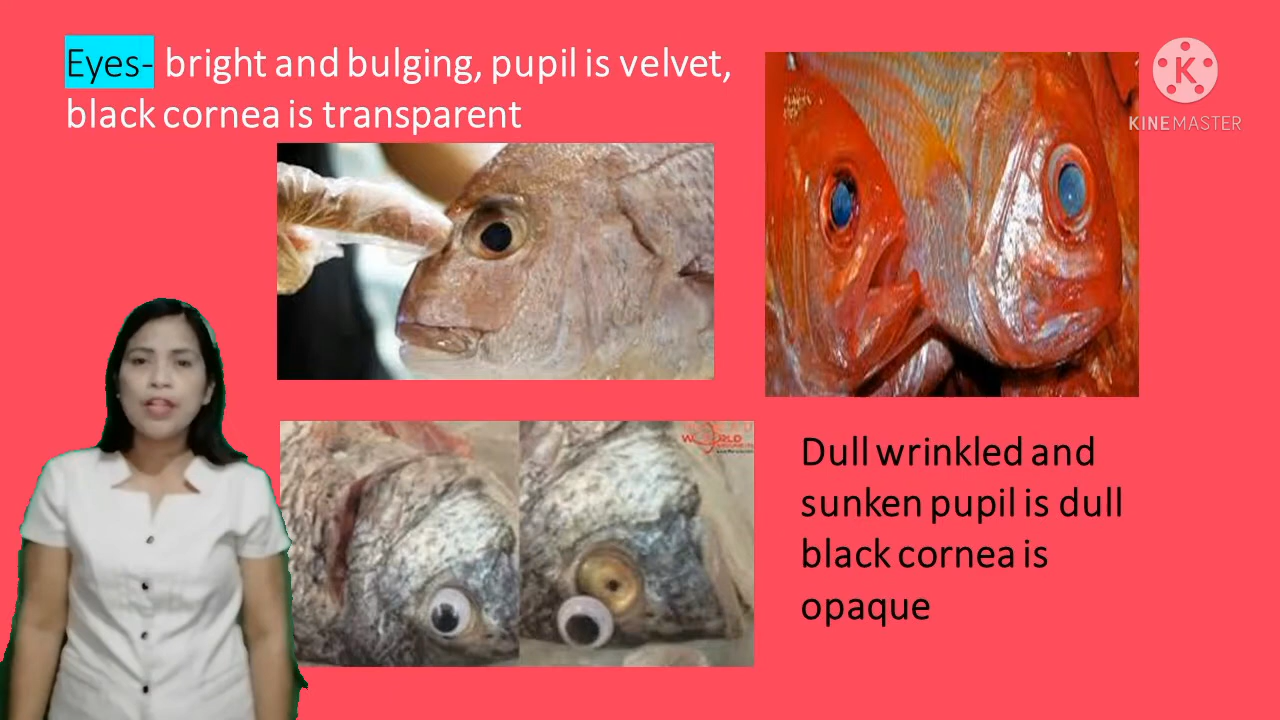 Eyes- bright and bulging, pupil is velvet,
black cornea is transparent
KINEMASTER
WORLD
Dull wrinkled and
sunken pupil is dull
black cornea is
opaque